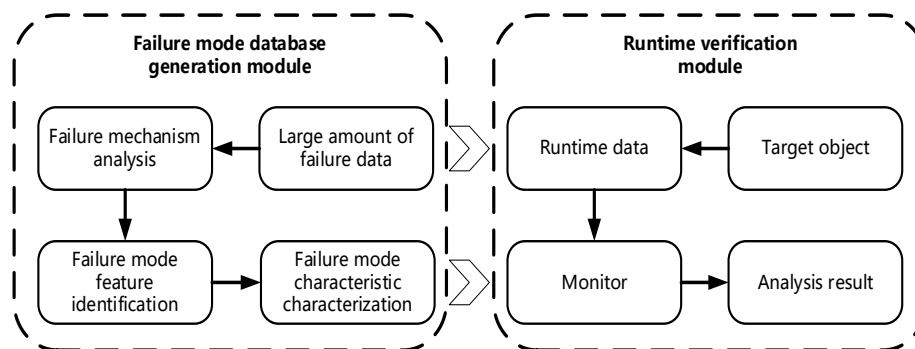 Failure mode database
generation module
Failure mechanism
analysis
Large amount of
failure data
Failure mode
feature
identification
Failure mode
characteristic
characterization
Runtime verification
module
Runtime data
Target object
Monitor
Analysis result